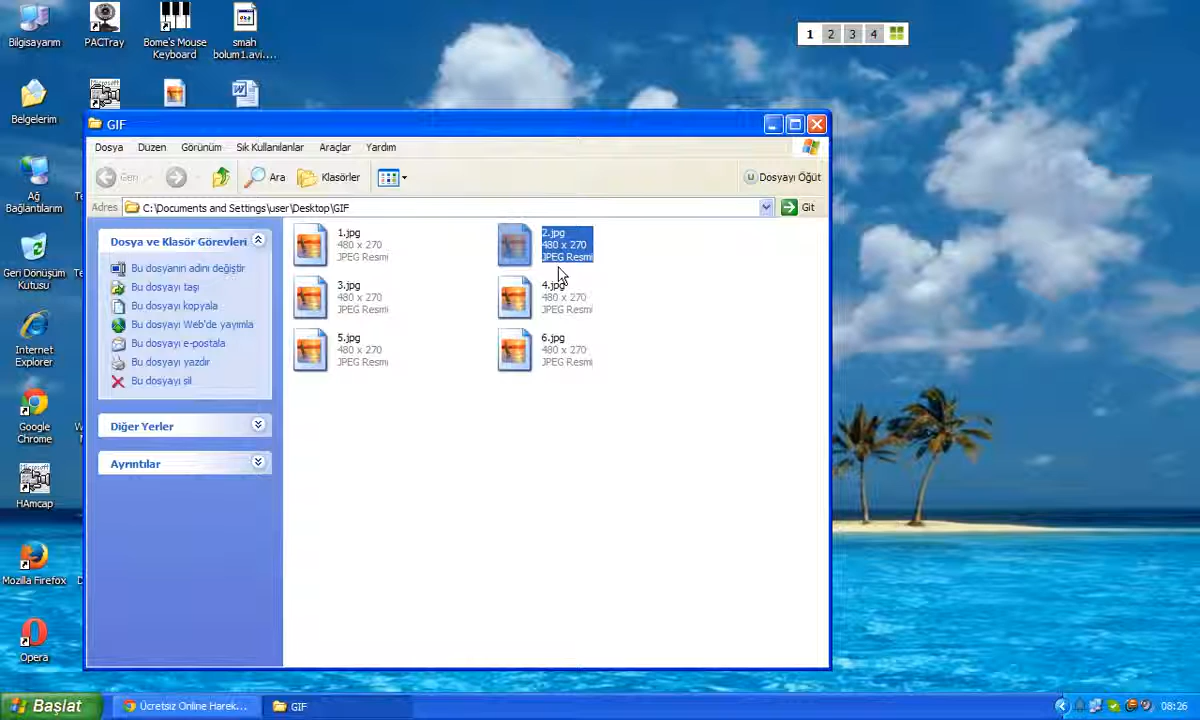 Bilgisayarım
PACTray
Bome's Mouse
Keyboard
smah
bolum1.avi....
1 2 3 4
Belgelerim
Microsoft
W
GIF
Dosya Düzen Görünüm Sık Kullanılanlar Araçlar Yardım
Geri
Ara
Klasörler
Dosyayı Öğüt
Adres
C:\Documents and Settings\user\Desktop\GIF
Git
Ağ
Bağlantılarım
Geri Dönüşüm
Kutusu
Internet
Explorer
Google
Chrome
Microsoft
HAmcap
Mozilla Firefox
Opera
Dosya ve Klasör Görevleri
Bu dosyanın adını değiştir
Bu dosyayı taşı
Bu dosyayı kopyala
Bu dosyayı Web'de yayımla
Bu dosyayı e-postala
Bu dosyayı yazdır
Bu dosyayı sil
Diğer Yerler
Ayrıntılar
1.jpg
480 x 270
JPEG Resmi
2.jpg
480 x 270
JPEG Resmi
3.jpg
480 x 270
JPEG Resmi
4.jpg
480 x 270
JPEG Resmi
5.jpg
480 x 270
JPEG Resmi
6.jpg
480 x 270
JPEG Resmi
Başlat
Ücretsiz Online Harek...
GIF
08:26